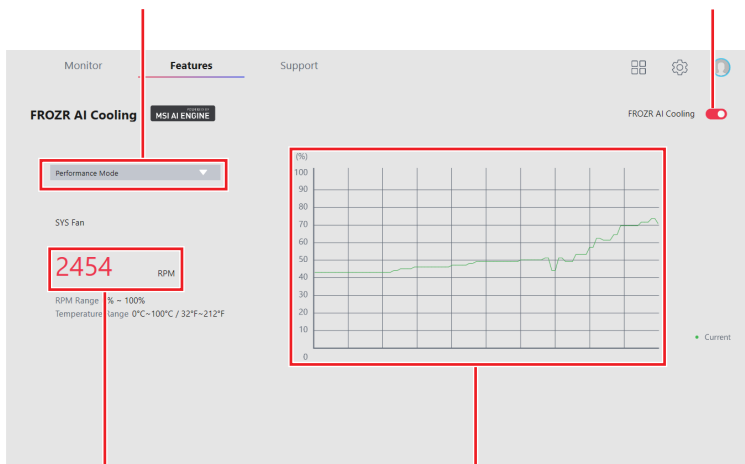 Monitor Features Support
FROZR AI Cooling POWERED BY MSI AI ENGINE FROZR AI Cooling
Performance Mode
SYS Fan
2454 RPM
RPM Range % ~ 100%
Temperature Range 0°C~100°C / 32°F~212°F
(%)
100
90
80
70
60
50
40
30
20
10
0
Current